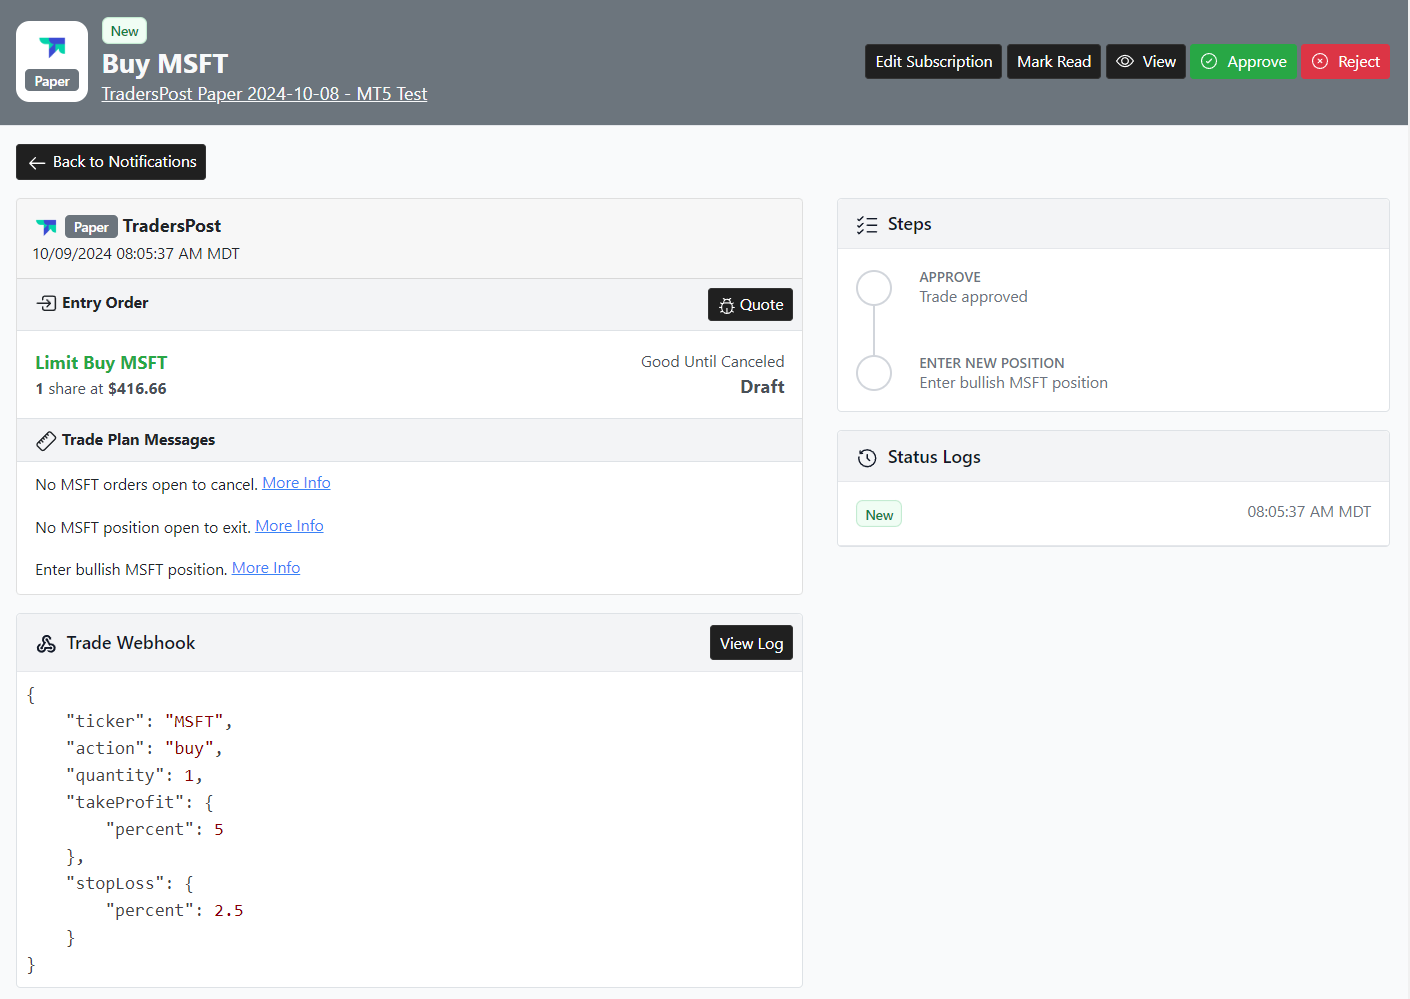 New
Paper
Buy MSFT
TradersPost Paper 2024-10-08 - MT5 Test
Edit Subscription
Mark Read
View
Approve
Reject
Back to Notifications
Paper TradersPost
10/09/2024 08:05:37 AM MDT
Entry Order
Quote
Limit Buy MSFT
Good Until Canceled
1 share at $416.66
Draft
Trade Plan Messages
No MSFT orders open to cancel. More Info
No MSFT position open to exit. More Info
Enter bullish MSFT position. More Info
Trade Webhook
View Log
{
    "ticker": "MSFT",
    "action": "buy",
    "quantity": 1,
    "takeProfit": {
        "percent": 5
    },
    "stopLoss": {
        "percent": 2.5
    }
}
Steps
APPROVE
Trade approved
ENTER NEW POSITION
Enter bullish MSFT position
Status Logs
New
08:05:37 AM MDT